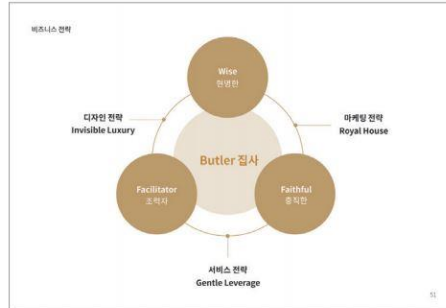 비즈니스 전략
Wise
현명한
디자인 전략
Invisible Luxury
마케팅 전략
Royal House
Butler 집사
Facilitator
조력자
Faithful
충직한
서비스 전략
Gentle Leverage
51